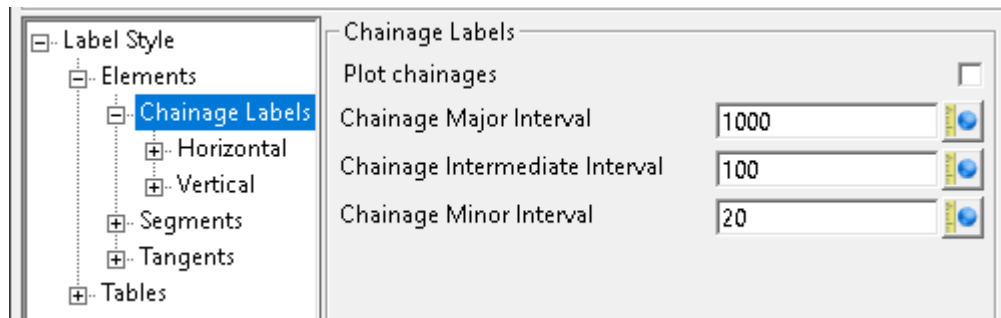 Label Style
Elements
Chainage Labels
Horizontal
Vertical
Segments
Tangents
Tables
Chainage Labels
Plot chainages
Chainage Major Interval 1000
Chainage Intermediate Interval 100
Chainage Minor Interval 20